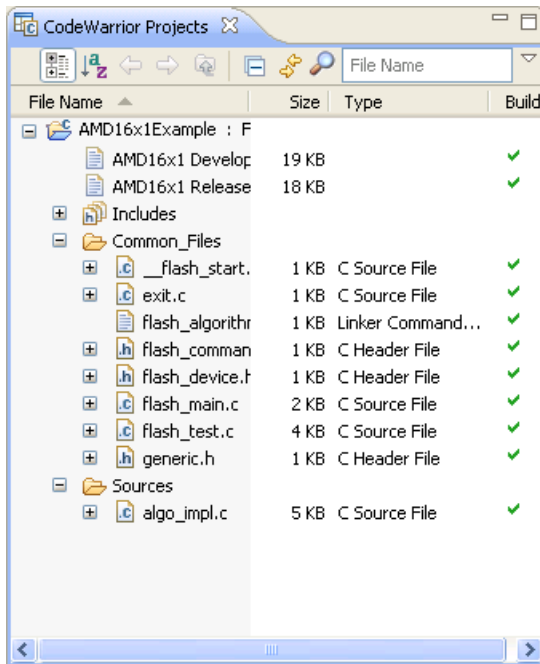 CodeWarrior Projects
File Name
File Name Size Type Build
AMD16x1Example : F
AMD16x1 Develop 19 KB
AMD16x1 Release 18 KB
Includes
Common_Files
__flash_start. 1 KB C Source File
exit.c 1 KB C Source File
flash_algorithm 1 KB Linker Command...
flash_comman 1 KB C Header File
flash_device.h 1 KB C Header File
flash_main.c 2 KB C Source File
flash_test.c 4 KB C Source File
generic.h 1 KB C Header File
Sources
algo_impl.c 5 KB C Source File